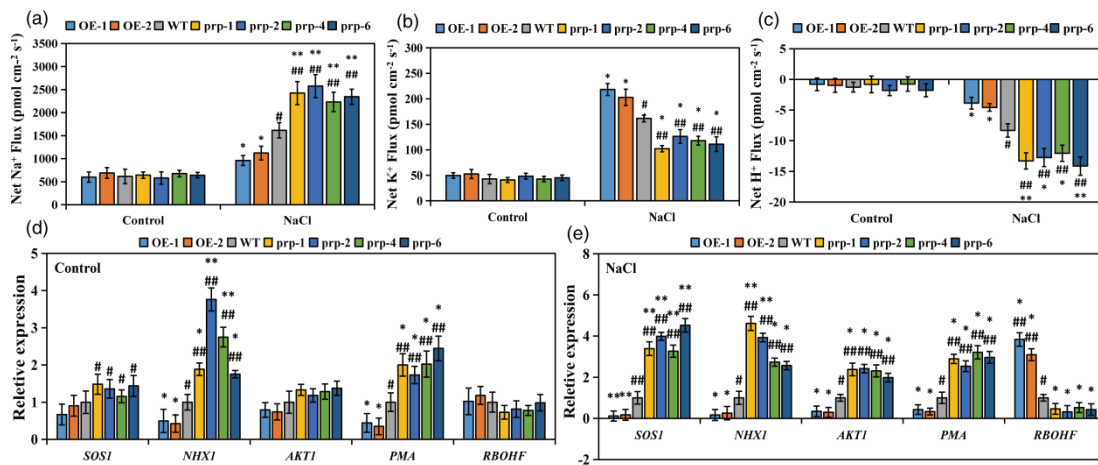 (a)
OE-1 OE-2 WT prp-1 prp-2 prp-4 prp-6
Net Na⁺ Flux (pmol cm⁻² s⁻¹)
3500
3000
2500
2000
1500
1000
500
0
* * # ** ## ** ## ** ## ** ##
Control NaCl
(b)
OE-1 OE-2 WT prp-1 prp-2 prp-4 prp-6
Net K⁺ Flux (pmol cm⁻² s⁻¹)
300
250
200
150
100
50
0
* * # * ## * ## * ## * ##
Control NaCl
(c)
OE-1 OE-2 WT prp-1 prp-2 prp-4 prp-6
Net H⁺ Flux (pmol cm⁻² s⁻¹)
5
0
-5
-10
-15
-20
* * # ## ** ## * ## * ## **
Control NaCl
(d)
OE-1 OE-2 WT prp-1 prp-2 prp-4 prp-6
Control
Reletive expression
5
4
3
2
1
0
# # # #
* * # * ## ** ## ** ## * ##
* * # * ## * ## * ## * ##
SOS1 NHX1 AKT1 PMA RBOHF
(e)
OE-1 OE-2 WT prp-1 prp-2 prp-4 prp-6
NaCl
Reletive expression
8
6
4
2
0
-2
** ** ## ** ## ** ## ** ## ** ##
* * # ** ## ** ## * ## * ##
* * # * ## * ## * ## * ##
* * # * ## * ## * ## * ##
* ## * ## # * * * *
SOS1 NHX1 AKT1 PMA RBOHF